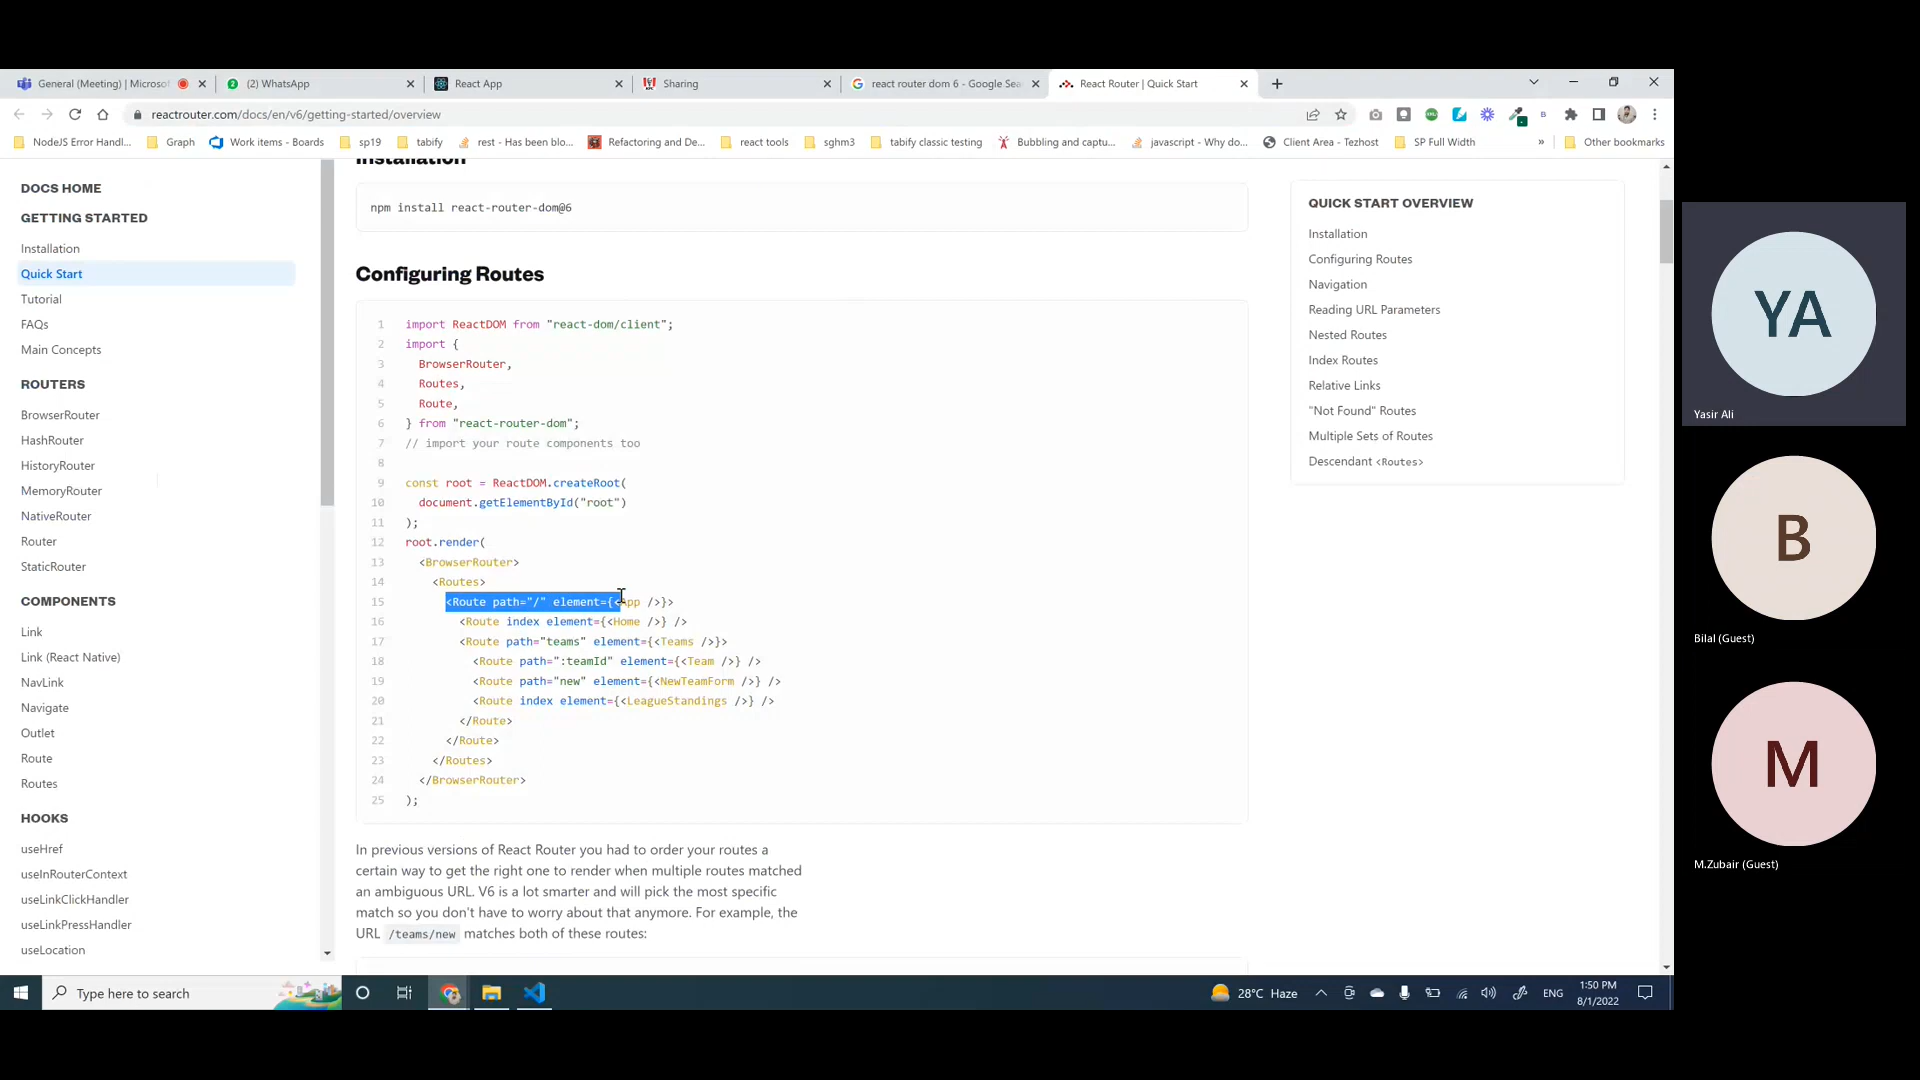 General (Meeting) | Microso
(2) WhatsApp
React App
Sharing
react router dom 6 - Google Sea
React Router | Quick Start
reactrouter.com/docs/en/v6/getting-started/overview
NodeJS Error Handl...
Graph
Work items - Boards
sp19
tabify
rest - Has been blo...
Refactoring and De...
react tools
sghm3
tabify classic testing
Bubbling and captu...
javascript - Why do...
Client Area - Tezhost
SP Full Width
»
Other bookmarks
DOCS HOME
GETTING STARTED
Installation
Quick Start
Tutorial
FAQs
Main Concepts
ROUTERS
BrowserRouter
HashRouter
HistoryRouter
MemoryRouter
NativeRouter
Router
StaticRouter
COMPONENTS
Link
Link (React Native)
NavLink
Navigate
Outlet
Route
Routes
HOOKS
useHref
useInRouterContext
useLinkClickHandler
useLinkPressHandler
useLocation
Installation
npm install react-router-dom@6
Configuring Routes
1 import ReactDOM from "react-dom/client";
2 import {
3 BrowserRouter,
4 Routes,
5 Route,
6 } from "react-router-dom";
7 // import your route components too
8
9 const root = ReactDOM.createRoot(
10 document.getElementById("root")
11 );
12 root.render(
13 <BrowserRouter>
14 <Routes>
15 <Route path="/" element={<App />}>
16 <Route index element={<Home />} />
17 <Route path="teams" element={<Teams />}>
18 <Route path=":teamId" element={<Team />} />
19 <Route path="new" element={<NewTeamForm />} />
20 <Route index element={<LeagueStandings />} />
21 </Route>
22 </Route>
23 </Routes>
24 </BrowserRouter>
25 );
In previous versions of React Router you had to order your routes a
certain way to get the right one to render when multiple routes matched
an ambiguous URL. V6 is a lot smarter and will pick the most specific
match so you don't have to worry about that anymore. For example, the
URL /teams/new matches both of these routes:
QUICK START OVERVIEW
Installation
Configuring Routes
Navigation
Reading URL Parameters
Nested Routes
Index Routes
Relative Links
"Not Found" Routes
Multiple Sets of Routes
Descendant <Routes>
YA
Yasir Ali
B
Bilal (Guest)
M
M.Zubair (Guest)
Type here to search
28°C Haze
ENG
1:50 PM
8/1/2022